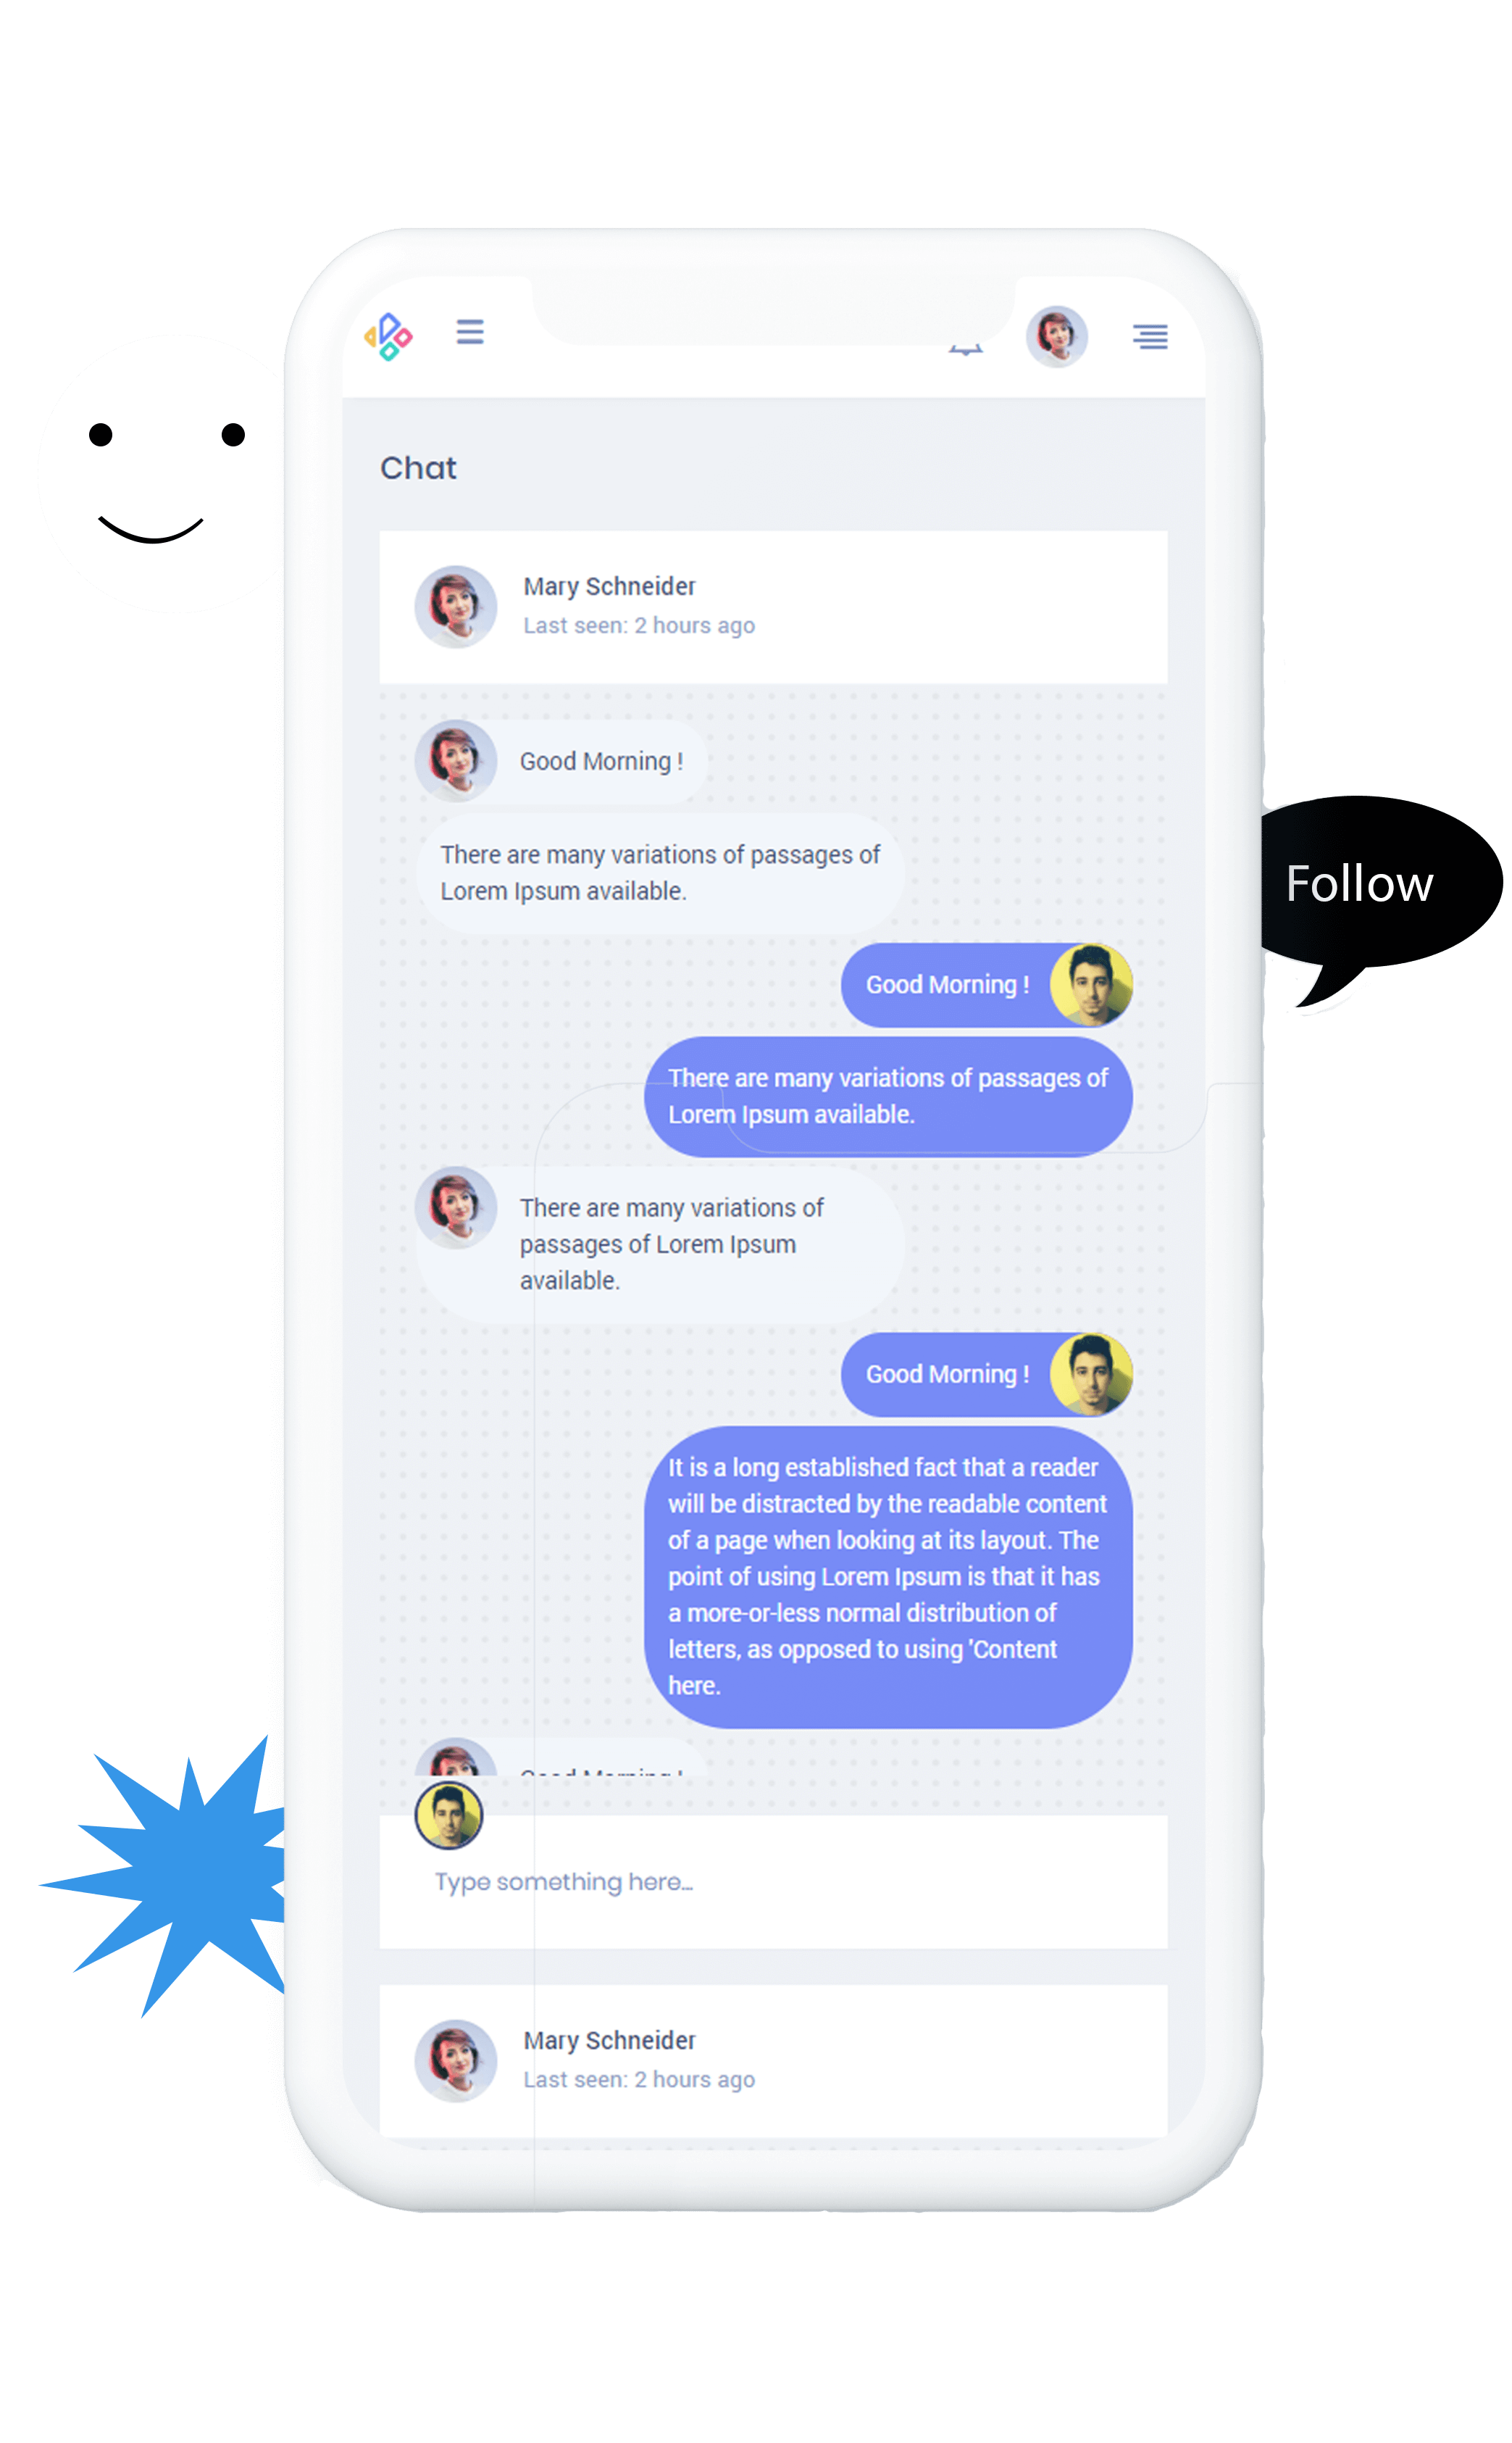 Chat
Mary Schneider
Last seen: 2 hours ago
Good Morning !
There are many variations of passages of
Lorem Ipsum available.
Follow
Good Morning !
There are many variations of passages of
Lorem Ipsum available.
There are many variations of
passages of Lorem Ipsum
available.
Good Morning !
It is a long established fact that a reader
will be distracted by the readable content
of a page when looking at its layout. The
point of using Lorem Ipsum is that it has
a more-or-less normal distribution of
letters, as opposed to using 'Content
here.
Good Morning !
Type something here...
Mary Schneider
Last seen: 2 hours ago